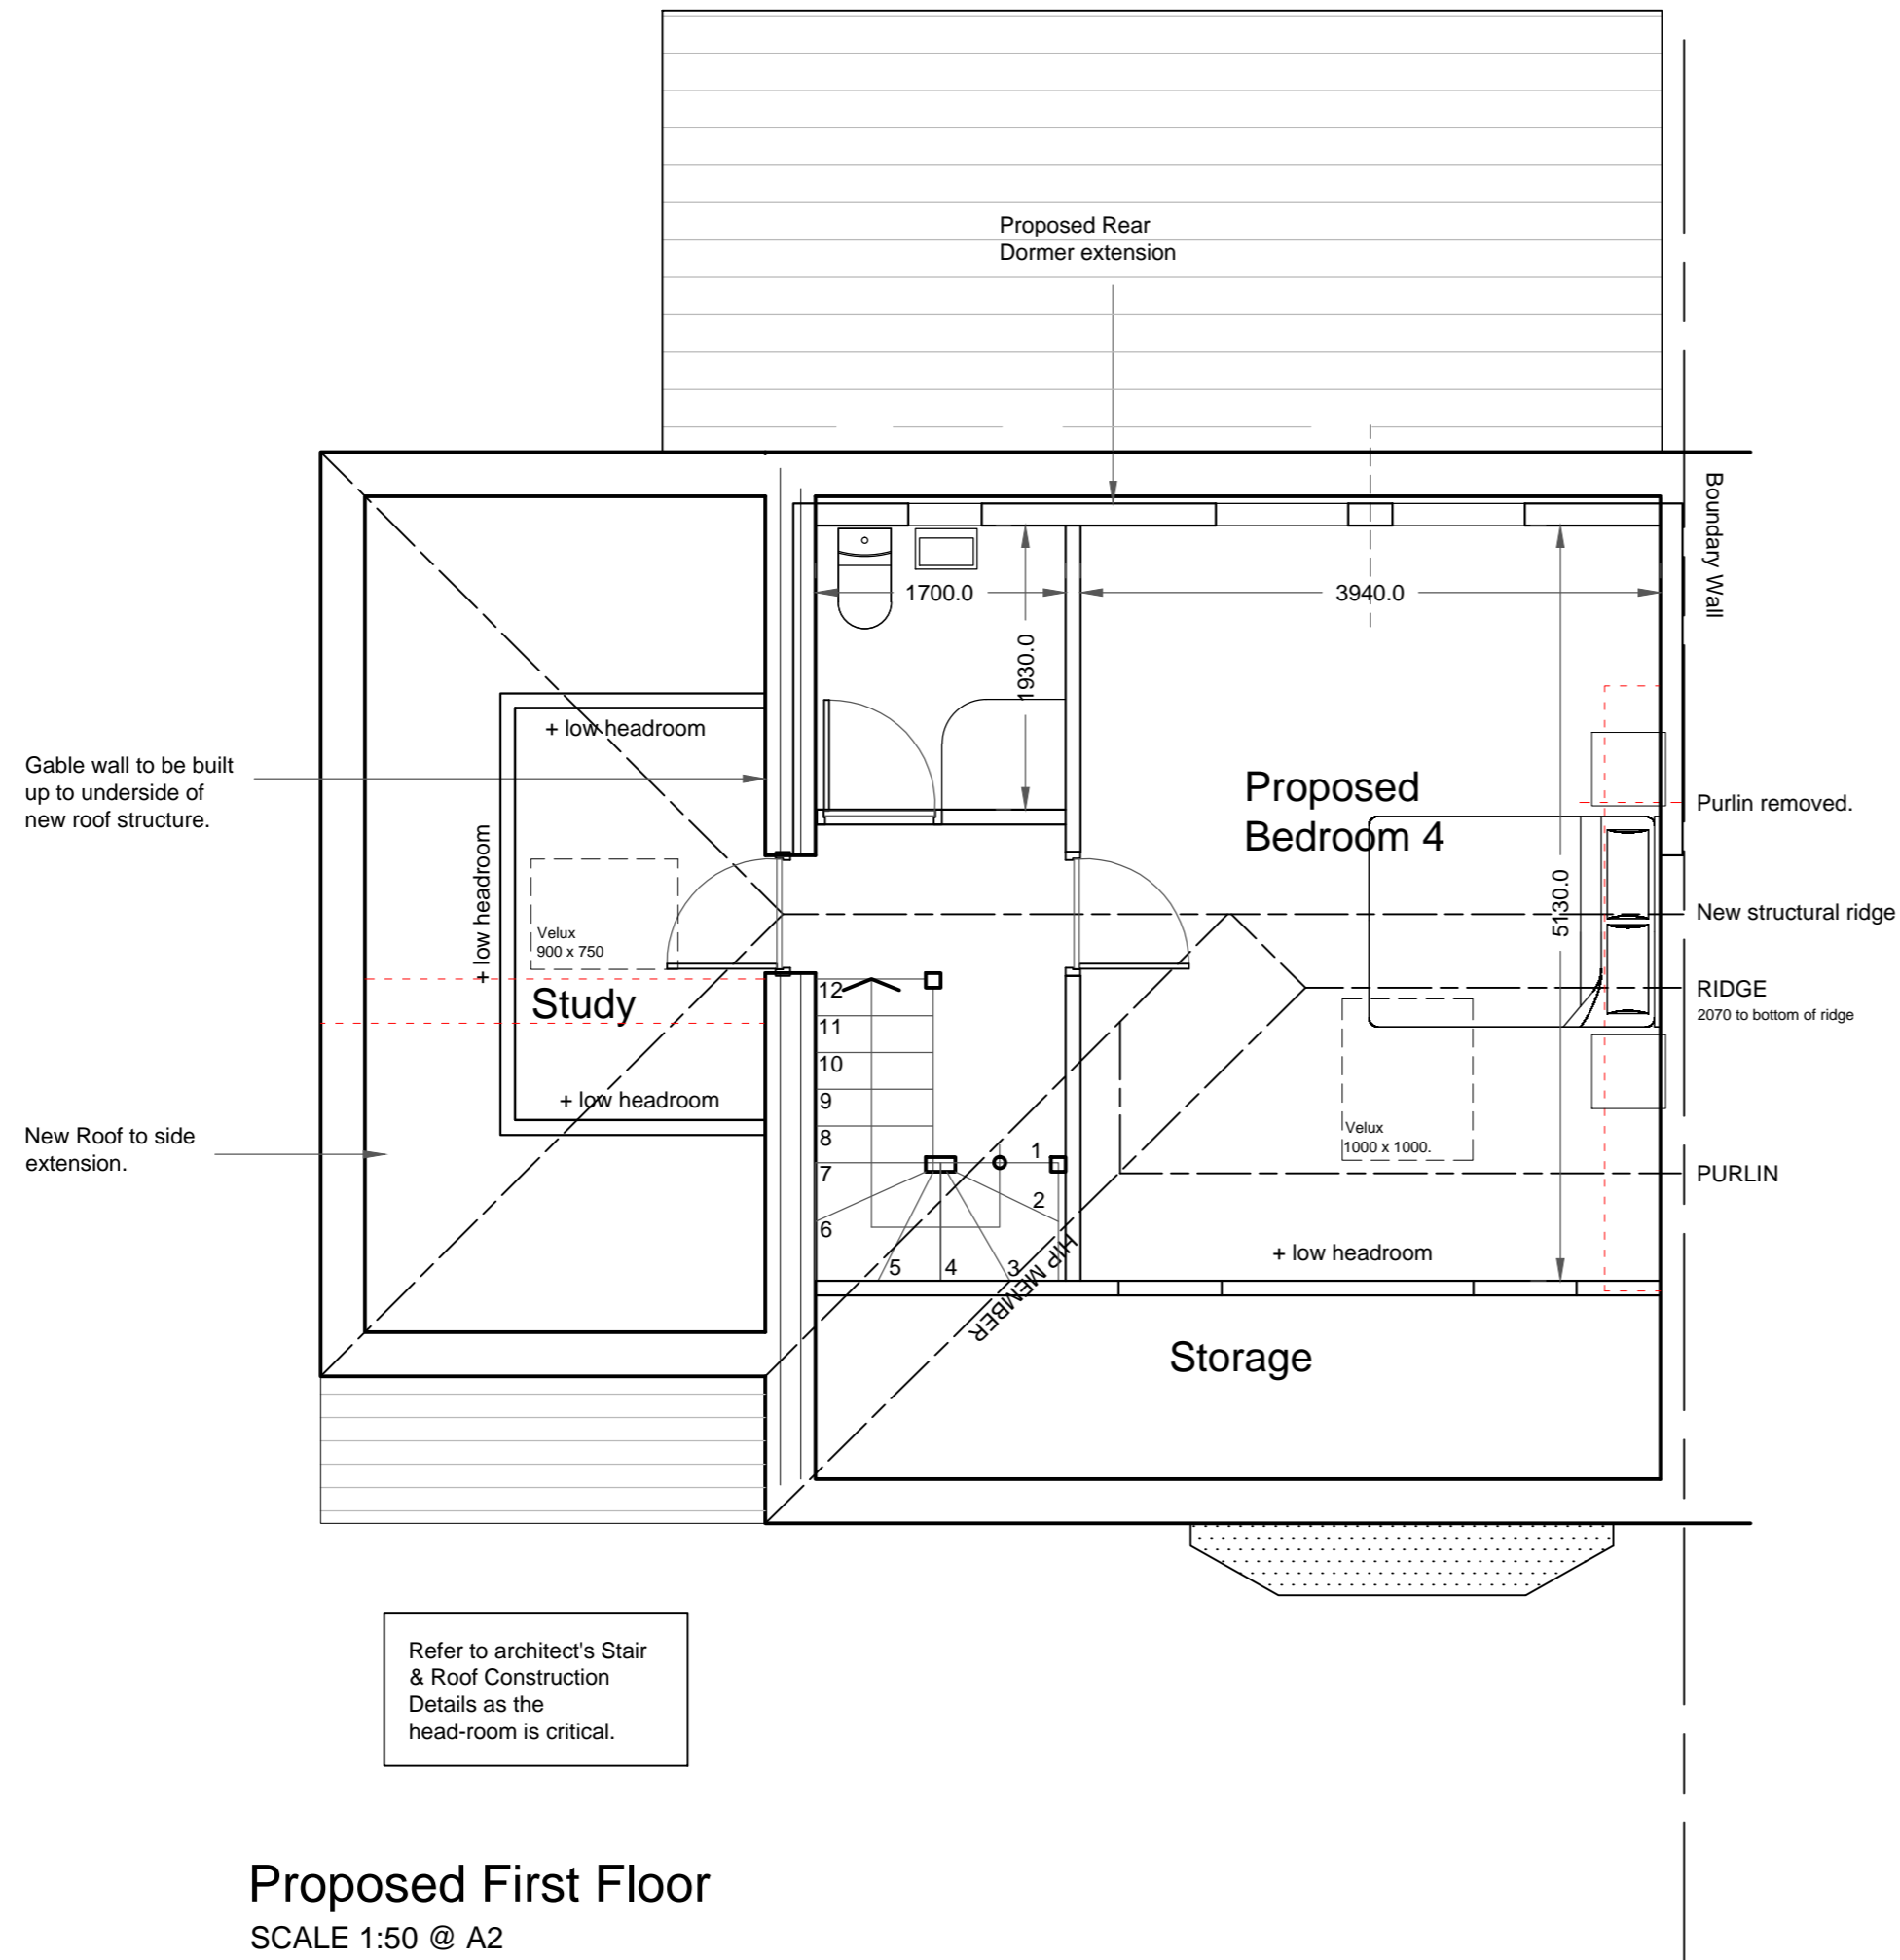 Proposed Rear
Dormer extension
Boundary Wall
1700.0
3940.0
1930.0
+ low headroom
Gable wall to be built
up to underside of
new roof structure.
Proposed
Bedroom 4
Purlin removed.
+ low headroom
5130.0
New structural ridge
Velux
900 x 750
Study
RIDGE
2070 to bottom of ridge
12
11
10
9
8
7
6
5
4
3
2
1
+ low headroom
New Roof to side
extension.
Velux
1000 x 1000.
PURLIN
HIP MEMBER
+ low headroom
Storage
Refer to architect's Stair
& Roof Construction
Details as the
head-room is critical.
Proposed First Floor
SCALE 1:50 @ A2